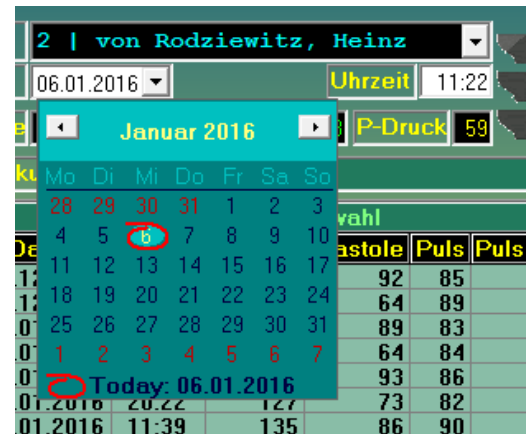 2 | von Rodziewitz, Heinz
06.01.2016 Uhrzeit 11:22
Januar 2016 P-Druck 59
Mo Di Mi Do Fr Sa So
28 29 30 31 1 2 3
4 5 6 7 8 9 10
11 12 13 14 15 16 17
18 19 20 21 22 23 24
25 26 27 28 29 30 31
1 2 3 4 5 6 7
Today: 06.01.2016
Puls Puls
92 85
64 89
89 83
64 84
93 86
.01.2016 20:22 127 73 82
.01.2016 11:39 135 86 90